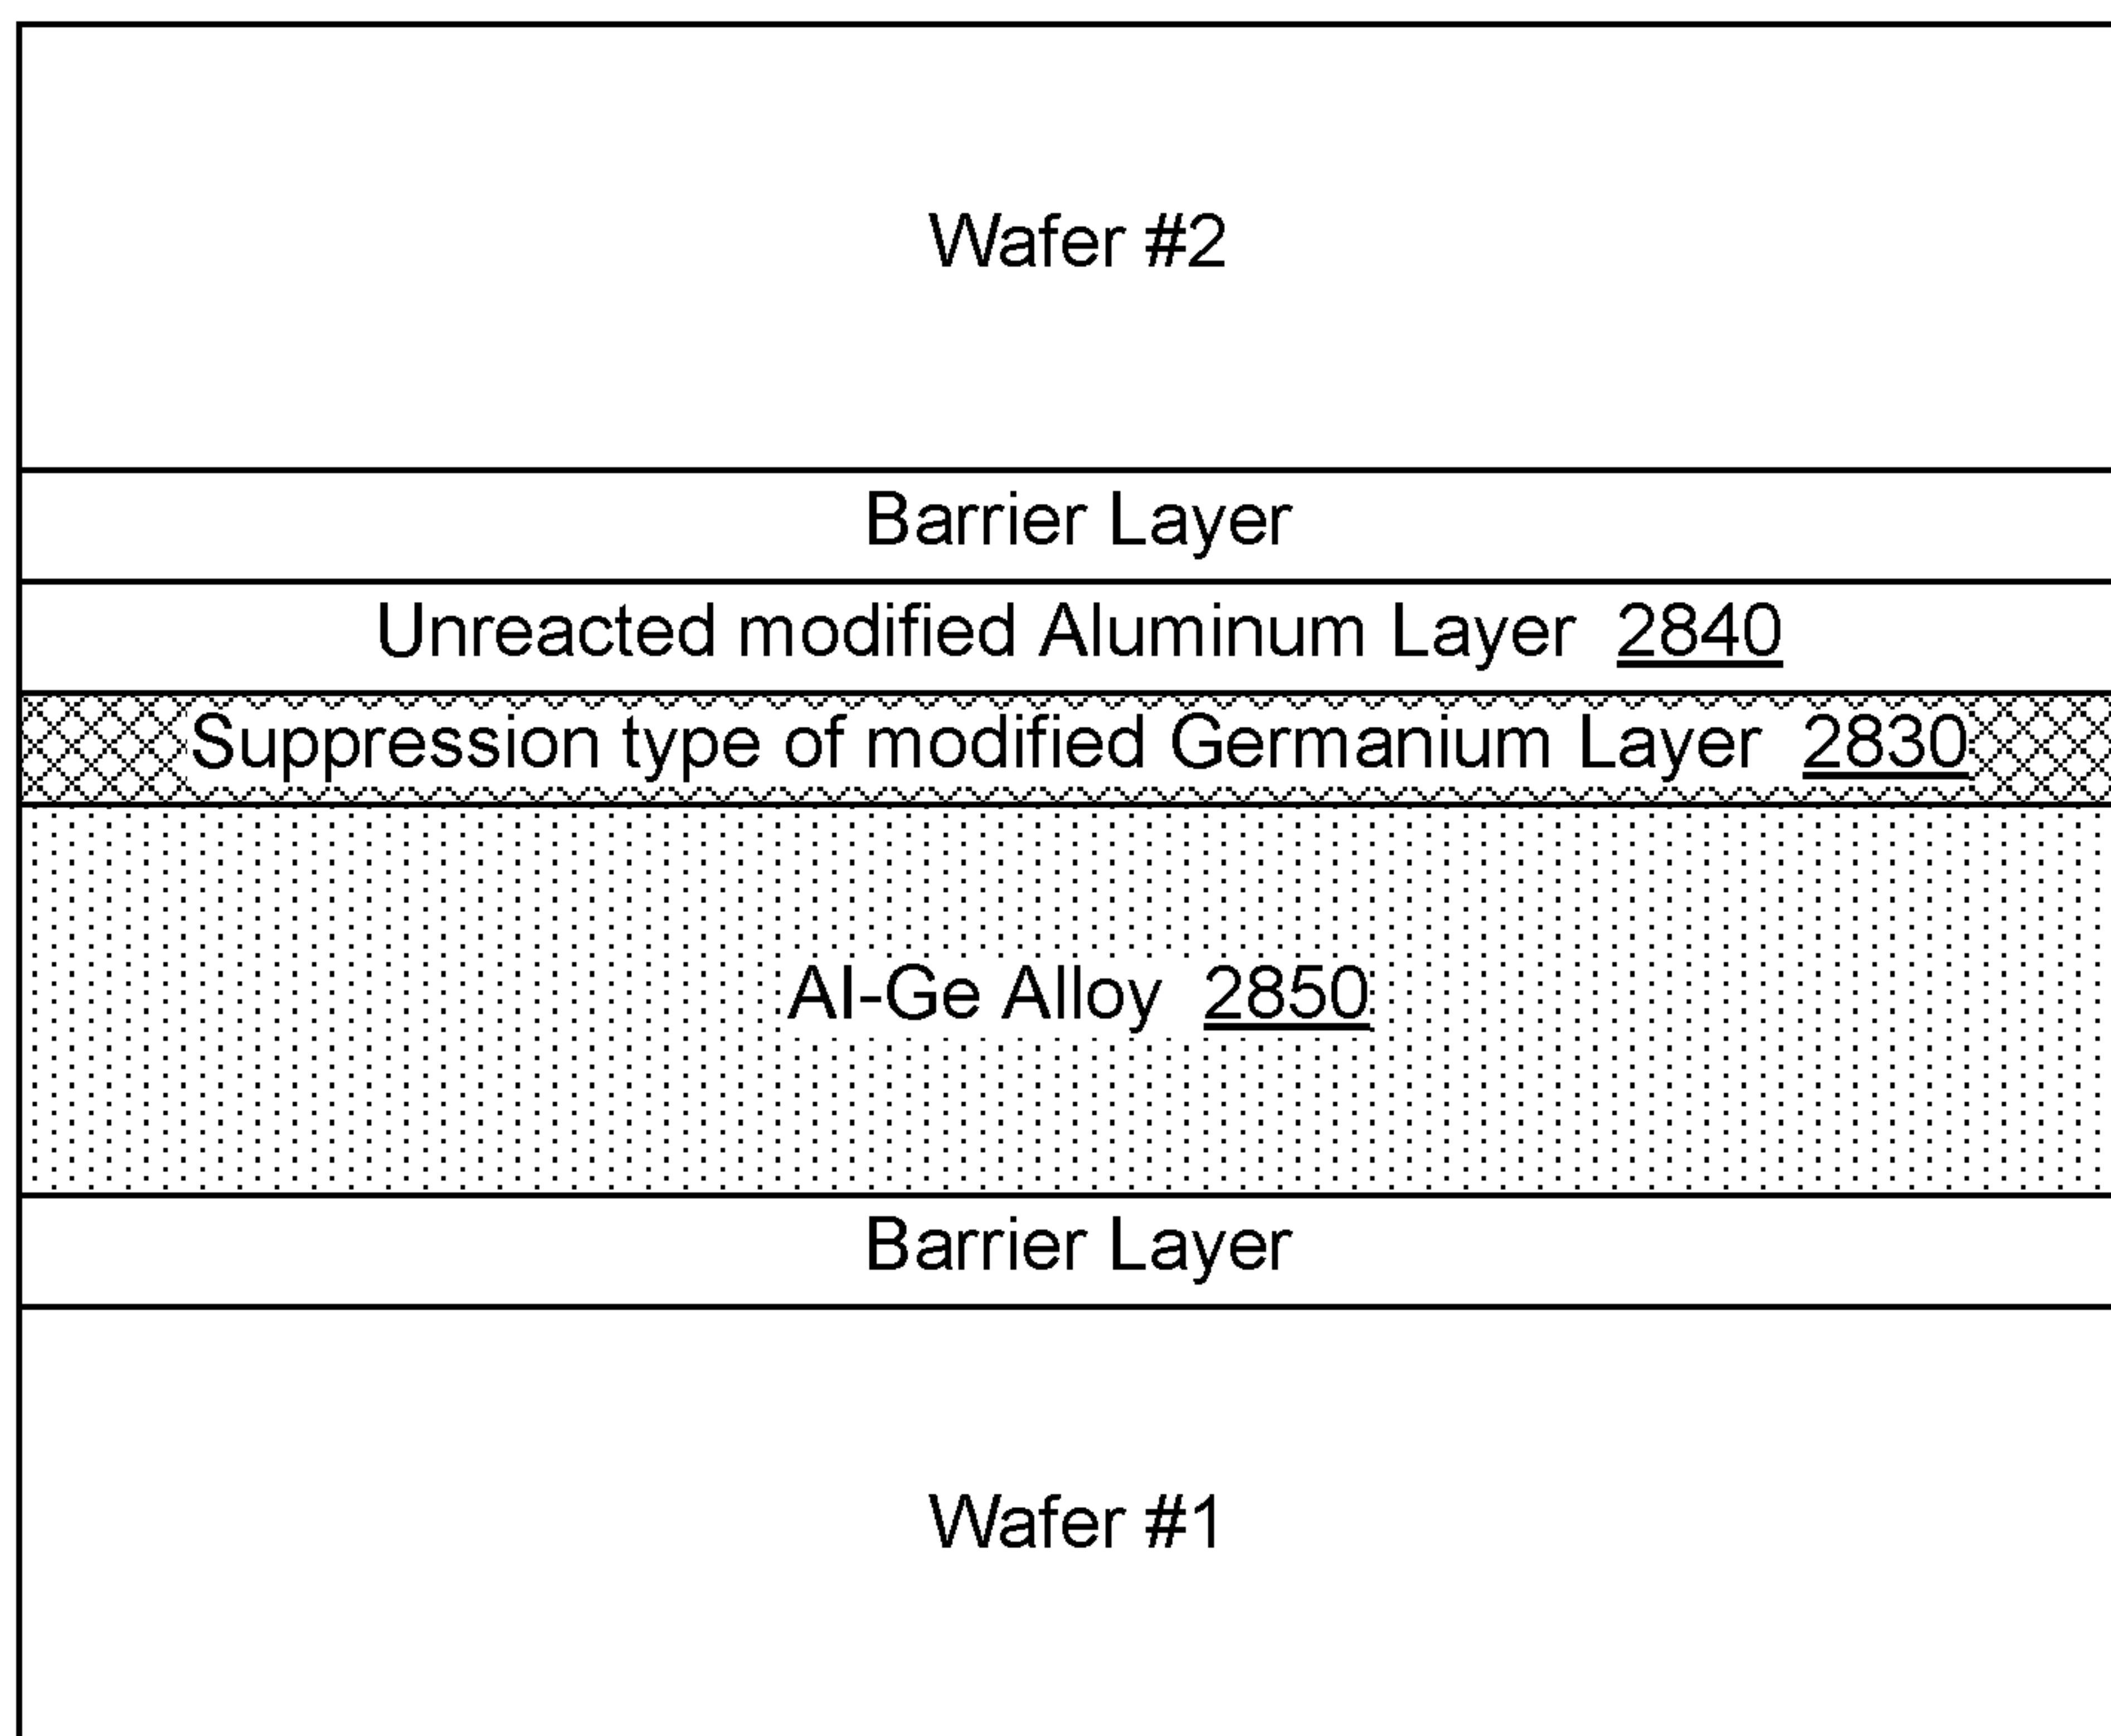 Wafer #2
Barrier Layer
Unreacted modified Aluminum Layer 2840
Suppression type of modified Germanium Layer 2830
Al-Ge Alloy 2850
Barrier Layer
Wafer #1